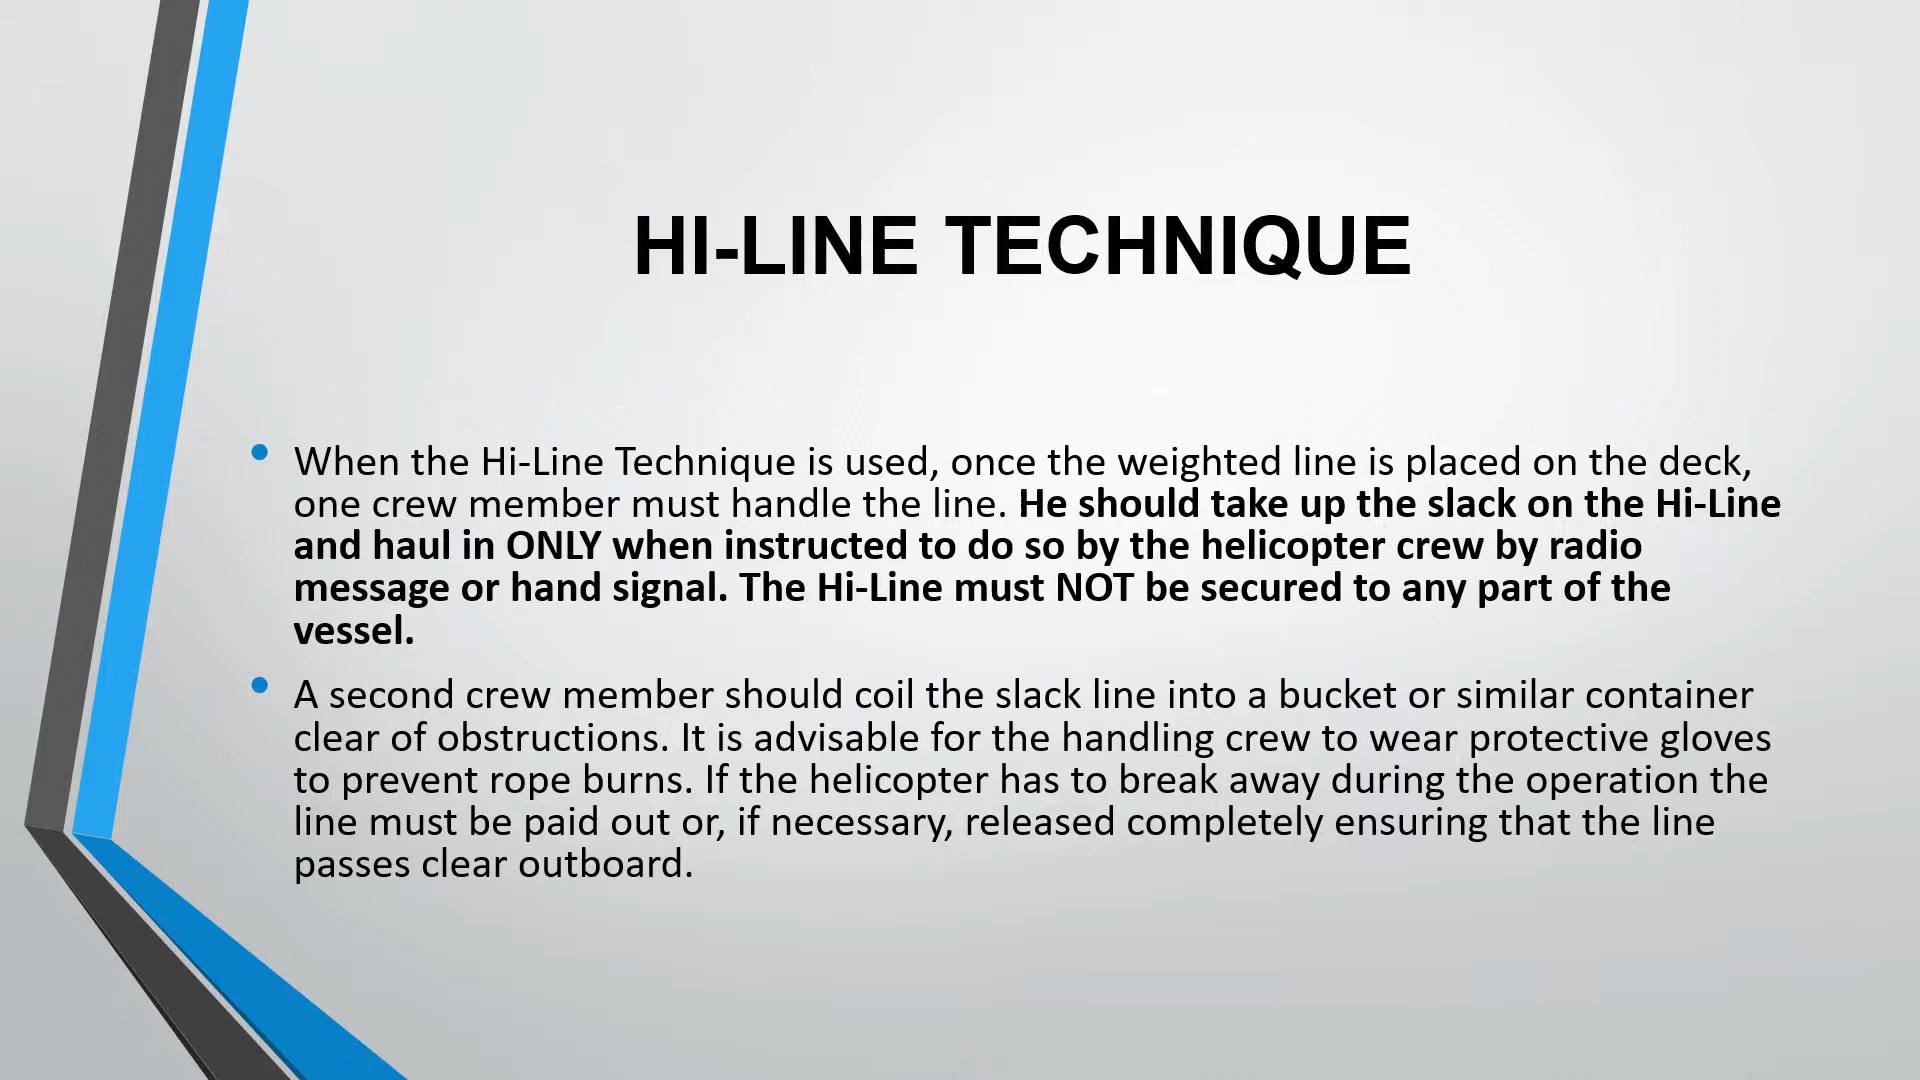 HI-LINE TECHNIQUE
• When the Hi-Line Technique is used, once the weighted line is placed on the deck,
one crew member must handle the line. He should take up the slack on the Hi-Line
and haul in ONLY when instructed to do so by the helicopter crew by radio
message or hand signal. The Hi-Line must NOT be secured to any part of the
vessel.
• A second crew member should coil the slack line into a bucket or similar container
clear of obstructions. It is advisable for the handling crew to wear protective gloves
to prevent rope burns. If the helicopter has to break away during the operation the
line must be paid out or, if necessary, released completely ensuring that the line
passes clear outboard.